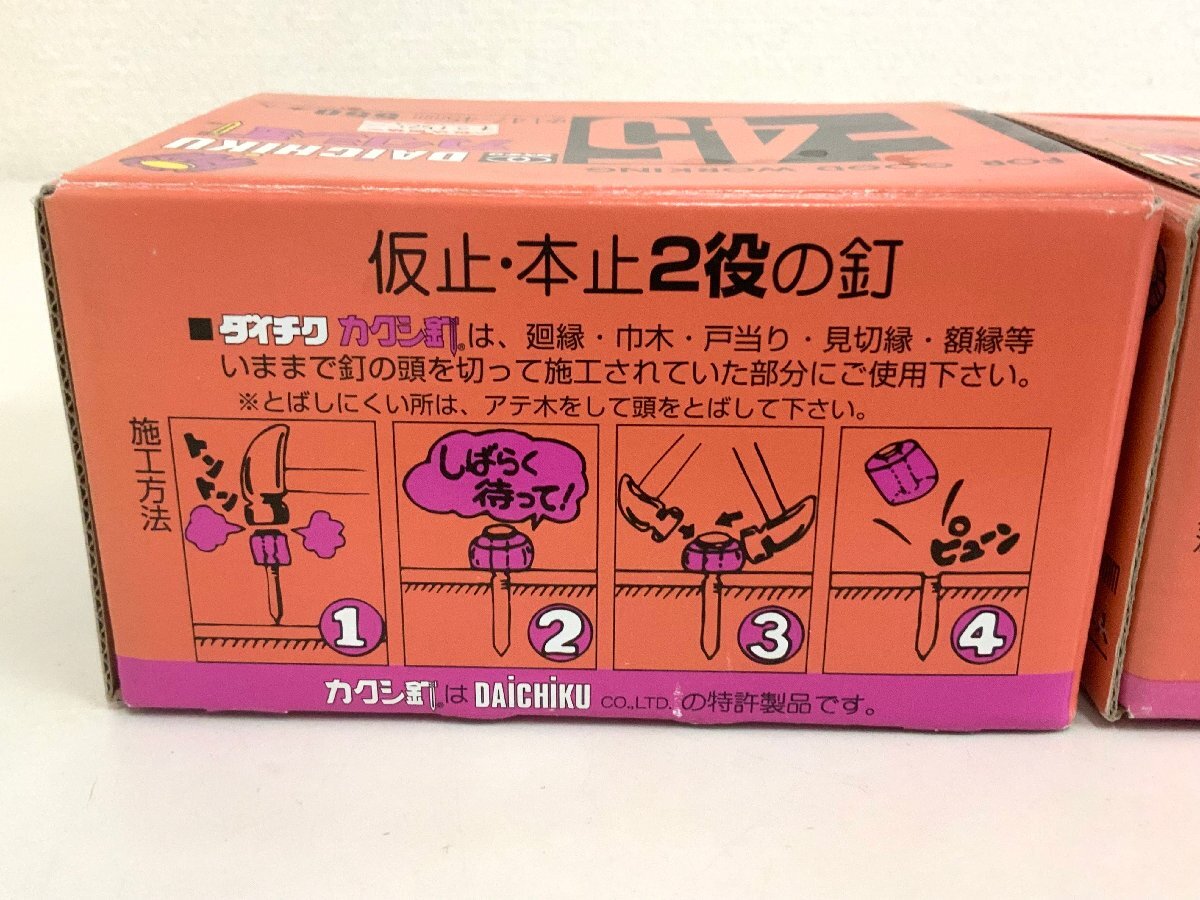 FOR GOOD WORKING
45
DAICHIKU
仮止・本止2役の釘
■ダイチク カクシ釘®は、廻縁・巾木・戸当り・見切縁・額縁等
いままで釘の頭を切って施工されていた部分にご使用下さい。
※とばしにくい所は、アテ木をして頭をとばして下さい。
施工方法
トントン
トントン
1
しばらく
待って!
2
3
ピューン
4
カクシ釘®はDAiCHiKU CO.,LTD.の特許製品です。